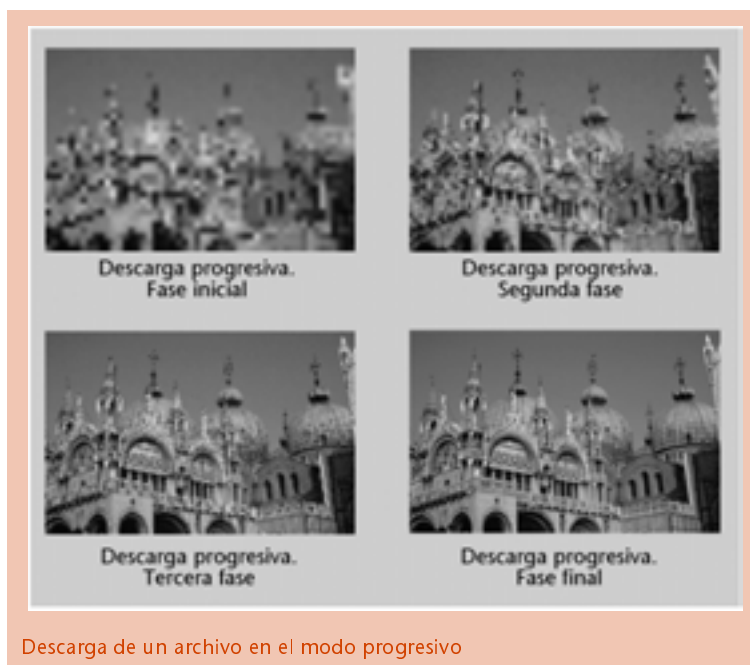 Descarga progresiva.
Fase inicial
Descarga progresiva.
Segunda fase
Descarga progresiva.
Tercera fase
Descarga progresiva.
Fase final
Descarga de un archivo en el modo progresivo